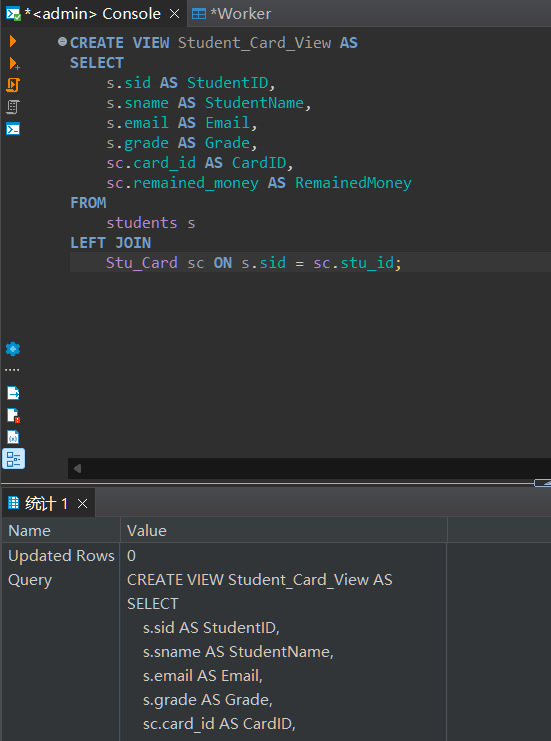 *<admin> Console
*Worker
CREATE VIEW Student_Card_View AS
SELECT
s.sid AS StudentID,
s.sname AS StudentName,
s.email AS Email,
s.grade AS Grade,
sc.card_id AS CardID,
sc.remained_money AS RemainedMoney
FROM
students s
LEFT JOIN
Stu_Card sc ON s.sid = sc.stu_id;
统计 1
Name Value
Updated Rows 0
Query CREATE VIEW Student_Card_View AS
SELECT
s.sid AS StudentID,
s.sname AS StudentName,
s.email AS Email,
s.grade AS Grade,
sc.card_id AS CardID,